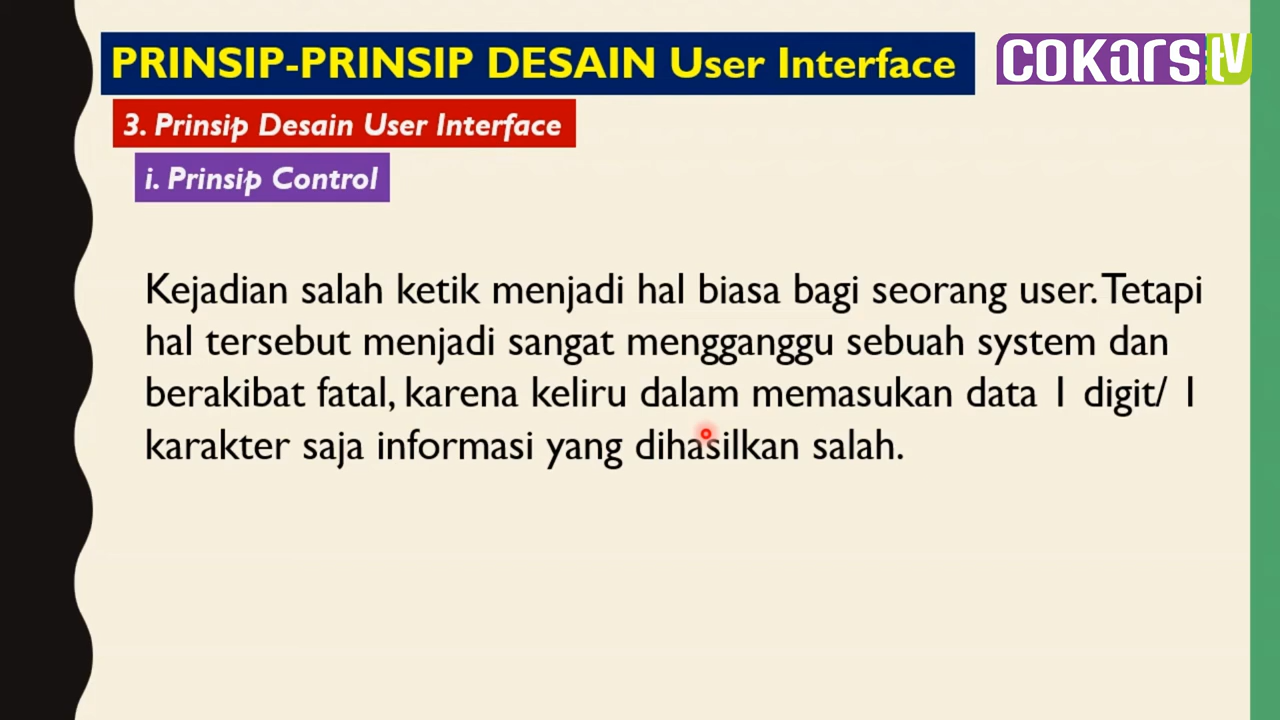 PRINSIP-PRINSIP DESAIN User Interface
cokarstv
3. Prinsip Desain User Interface
i. Prinsip Control
Kejadian salah ketik menjadi hal biasa bagi seorang user. Tetapi
hal tersebut menjadi sangat mengganggu sebuah system dan
berakibat fatal, karena keliru dalam memasukan data 1 digit/ 1
karakter saja informasi yang dihasilkan salah.